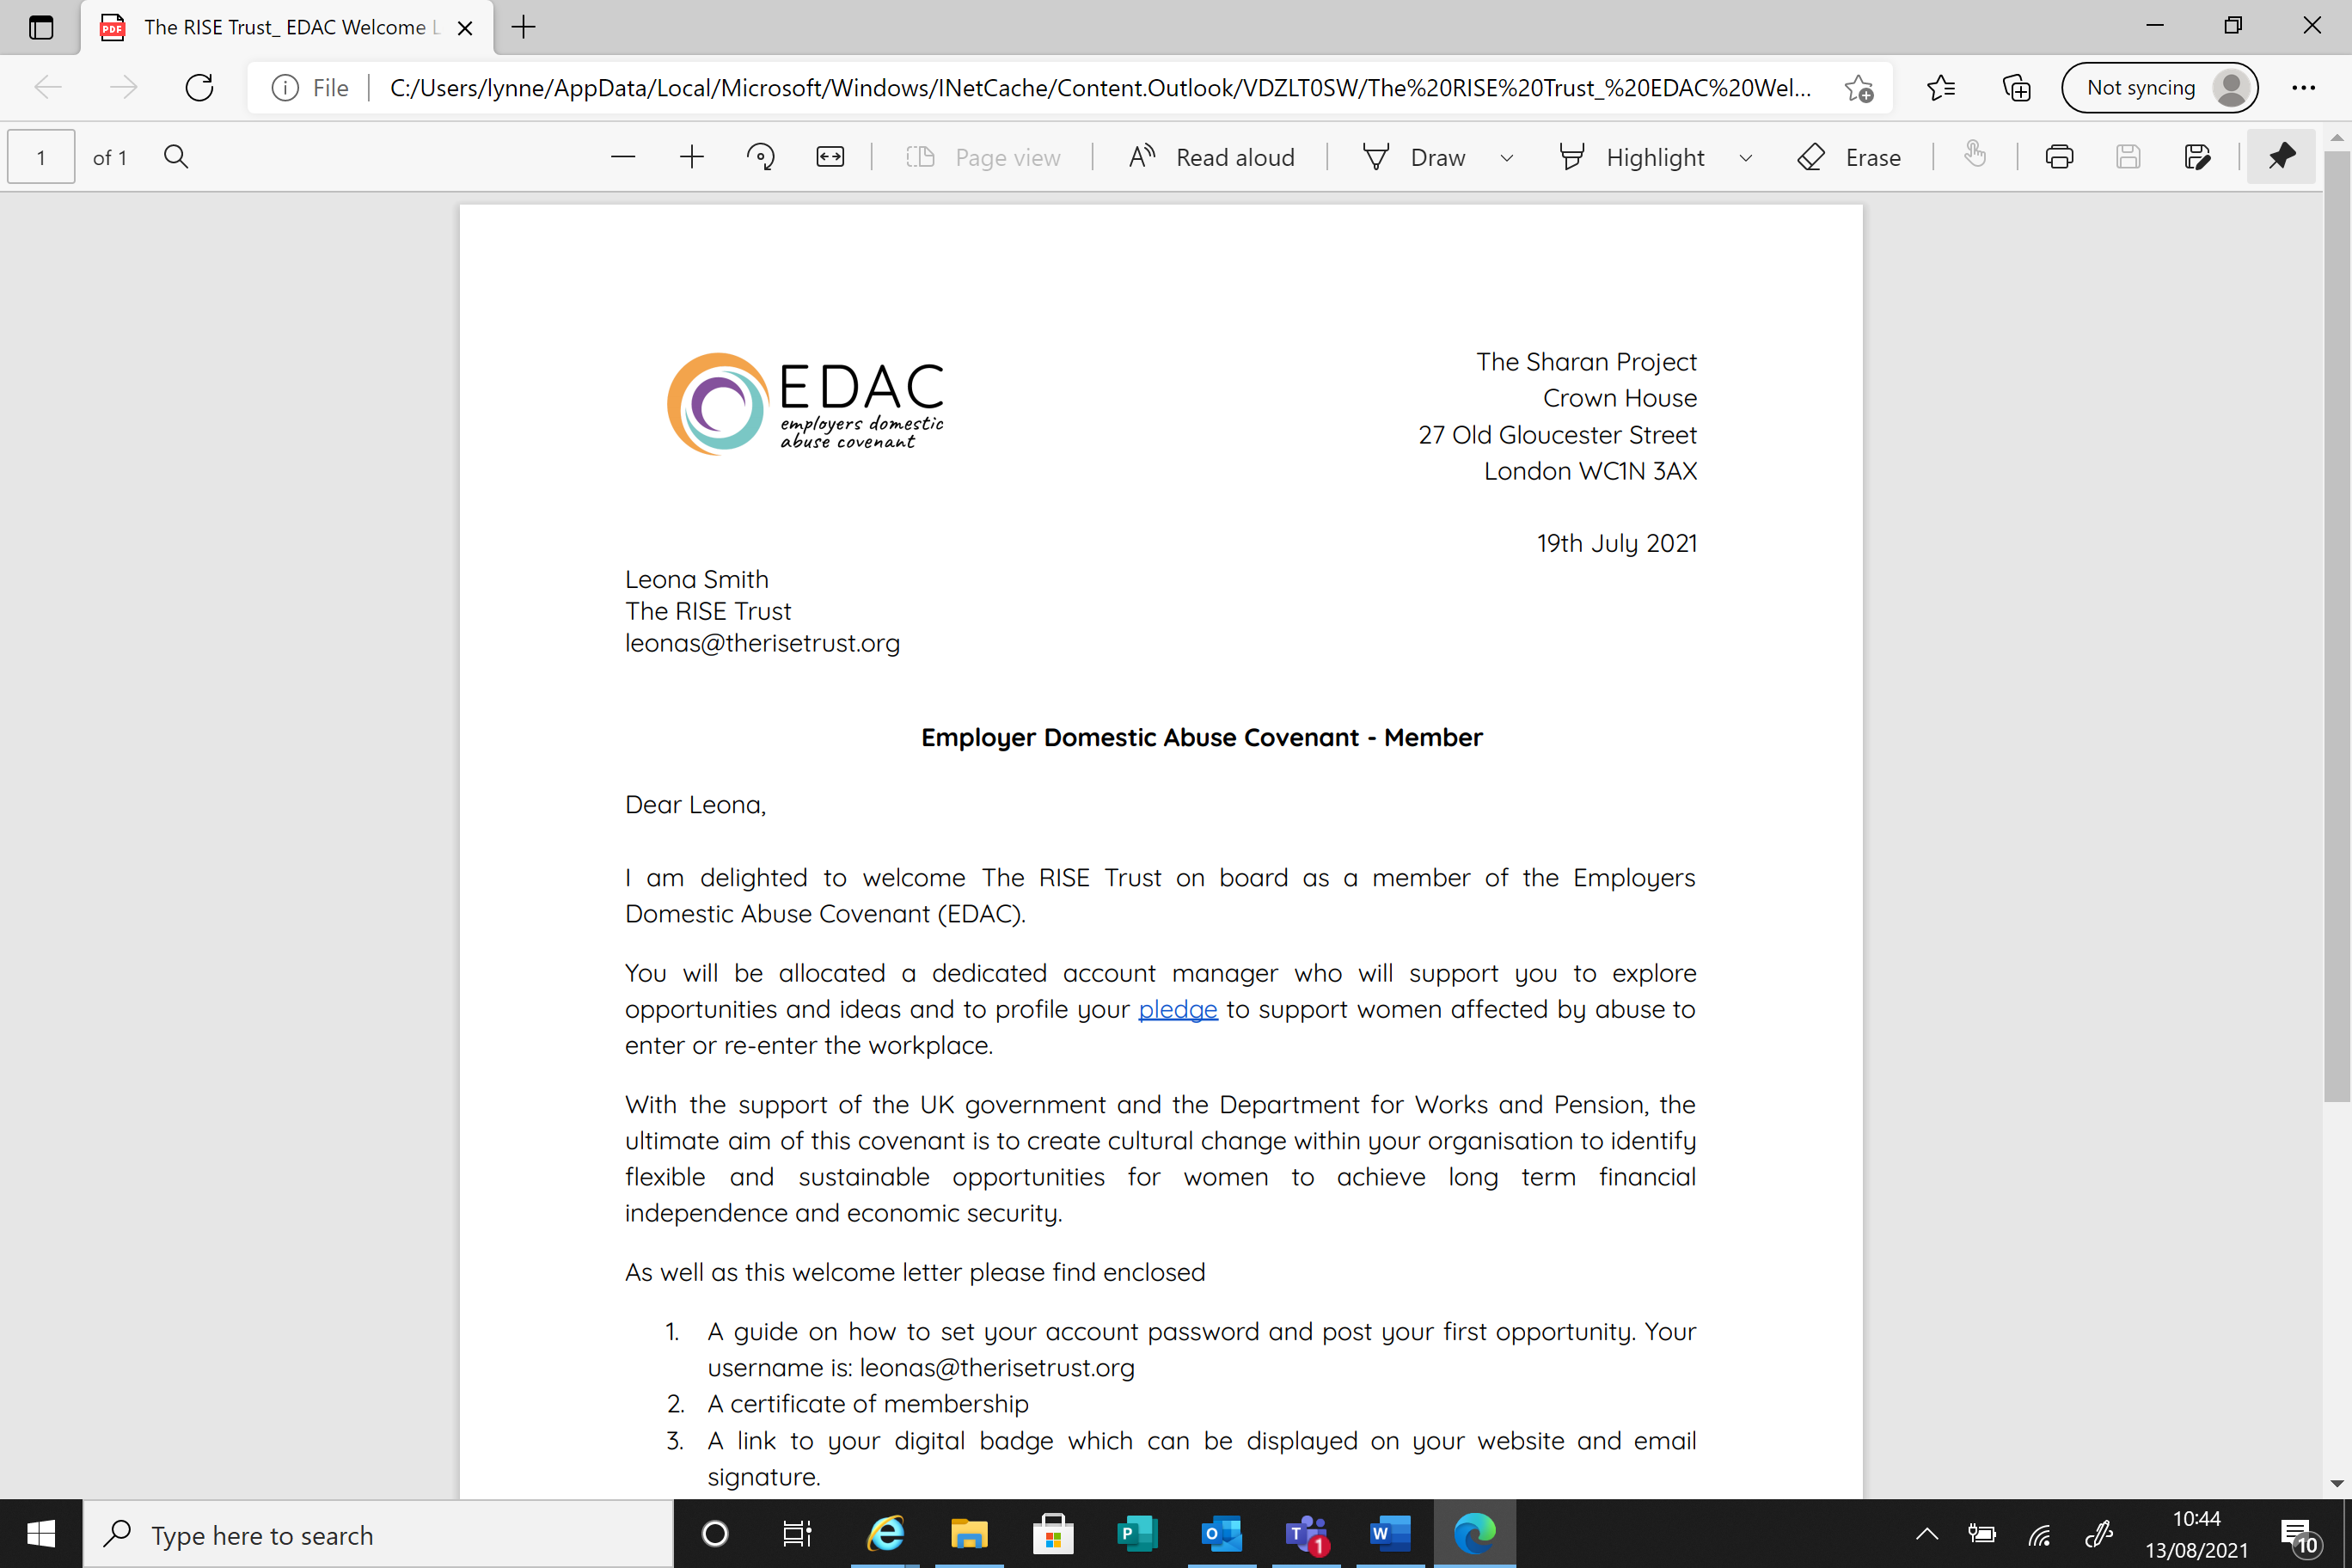 The RISE Trust_ EDAC Welcome L
File
C:/Users/lynne/AppData/Local/Microsoft/Windows/INetCache/Content.Outlook/VDZLT0SW/The%20RISE%20Trust_%20EDAC%20Wel...
Not syncing
1 of 1
Page view
Read aloud
Draw
Highlight
Erase
EDAC
employers domestic
abuse covenant
The Sharan Project
Crown House
27 Old Gloucester Street
London WC1N 3AX
19th July 2021
Leona Smith
The RISE Trust
leonas@therisetrust.org
Employer Domestic Abuse Covenant - Member
Dear Leona,
I am delighted to welcome The RISE Trust on board as a member of the Employers
Domestic Abuse Covenant (EDAC).
You will be allocated a dedicated account manager who will support you to explore
opportunities and ideas and to profile your pledge to support women affected by abuse to
enter or re-enter the workplace.
With the support of the UK government and the Department for Works and Pension, the
ultimate aim of this covenant is to create cultural change within your organisation to identify
flexible and sustainable opportunities for women to achieve long term financial
independence and economic security.
As well as this welcome letter please find enclosed
1. A guide on how to set your account password and post your first opportunity. Your
username is: leonas@therisetrust.org
2. A certificate of membership
3. A link to your digital badge which can be displayed on your website and email
signature.
Type here to search
1
10:44
13/08/2021
10